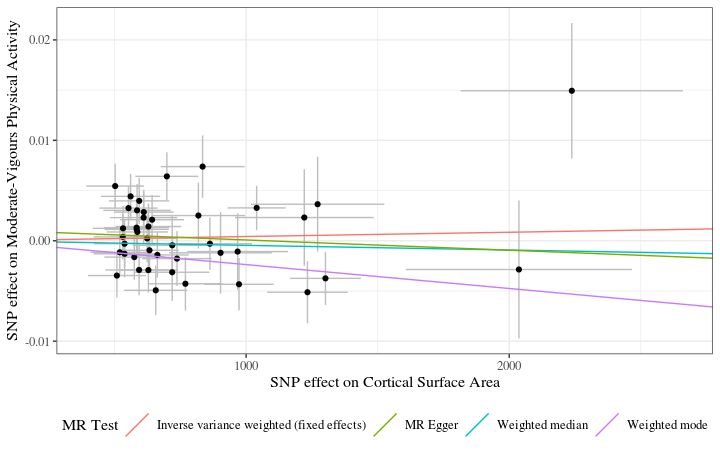 SNP effect on Moderate-Vigours Physical Activity
0.02
0.01
0.00
-0.01
1000
2000
SNP effect on Cortical Surface Area
MR Test Inverse variance weighted (fixed effects) MR Egger Weighted median Weighted mode